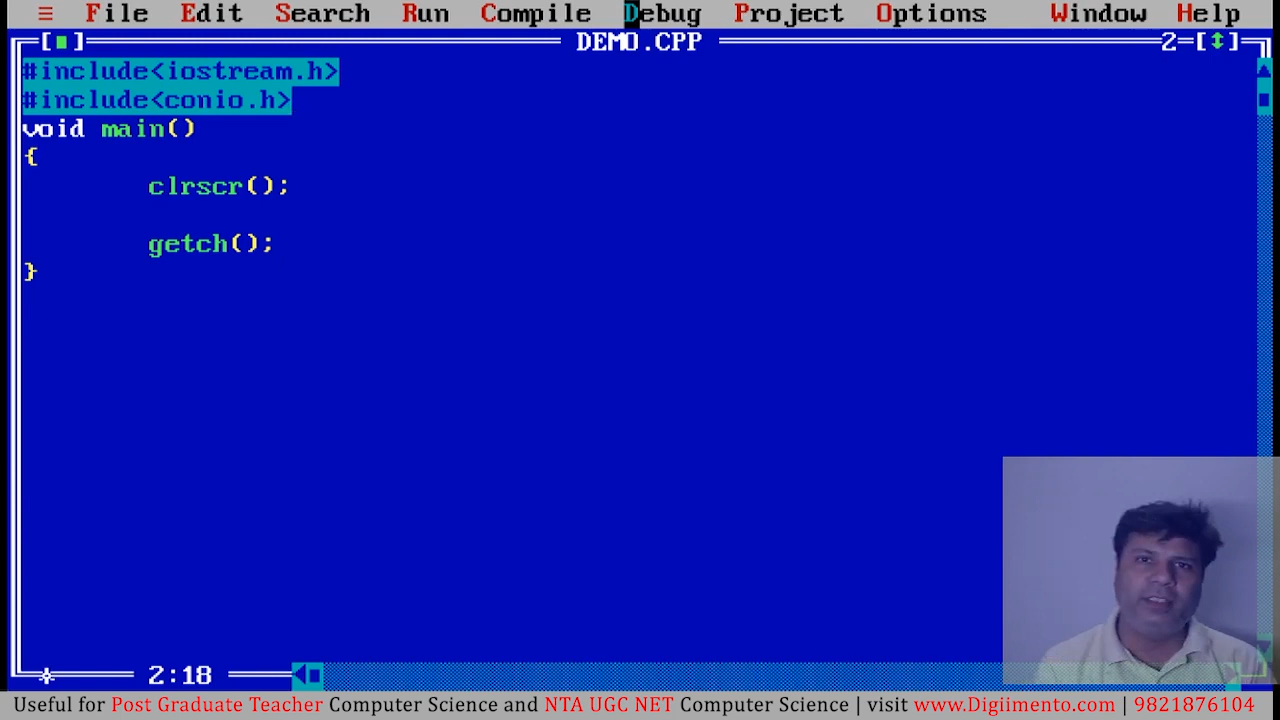 ≡ File Edit Search Run Compile Debug Project Options Window Help
[■] DEMO.CPP 2=[↕]
#include<iostream.h>
#include<conio.h>
void main()
{
clrscr();
getch();
}
2:18
Useful for Post Graduate Teacher Computer Science and NTA UGC NET Computer Science | visit www.Digiimento.com | 9821876104